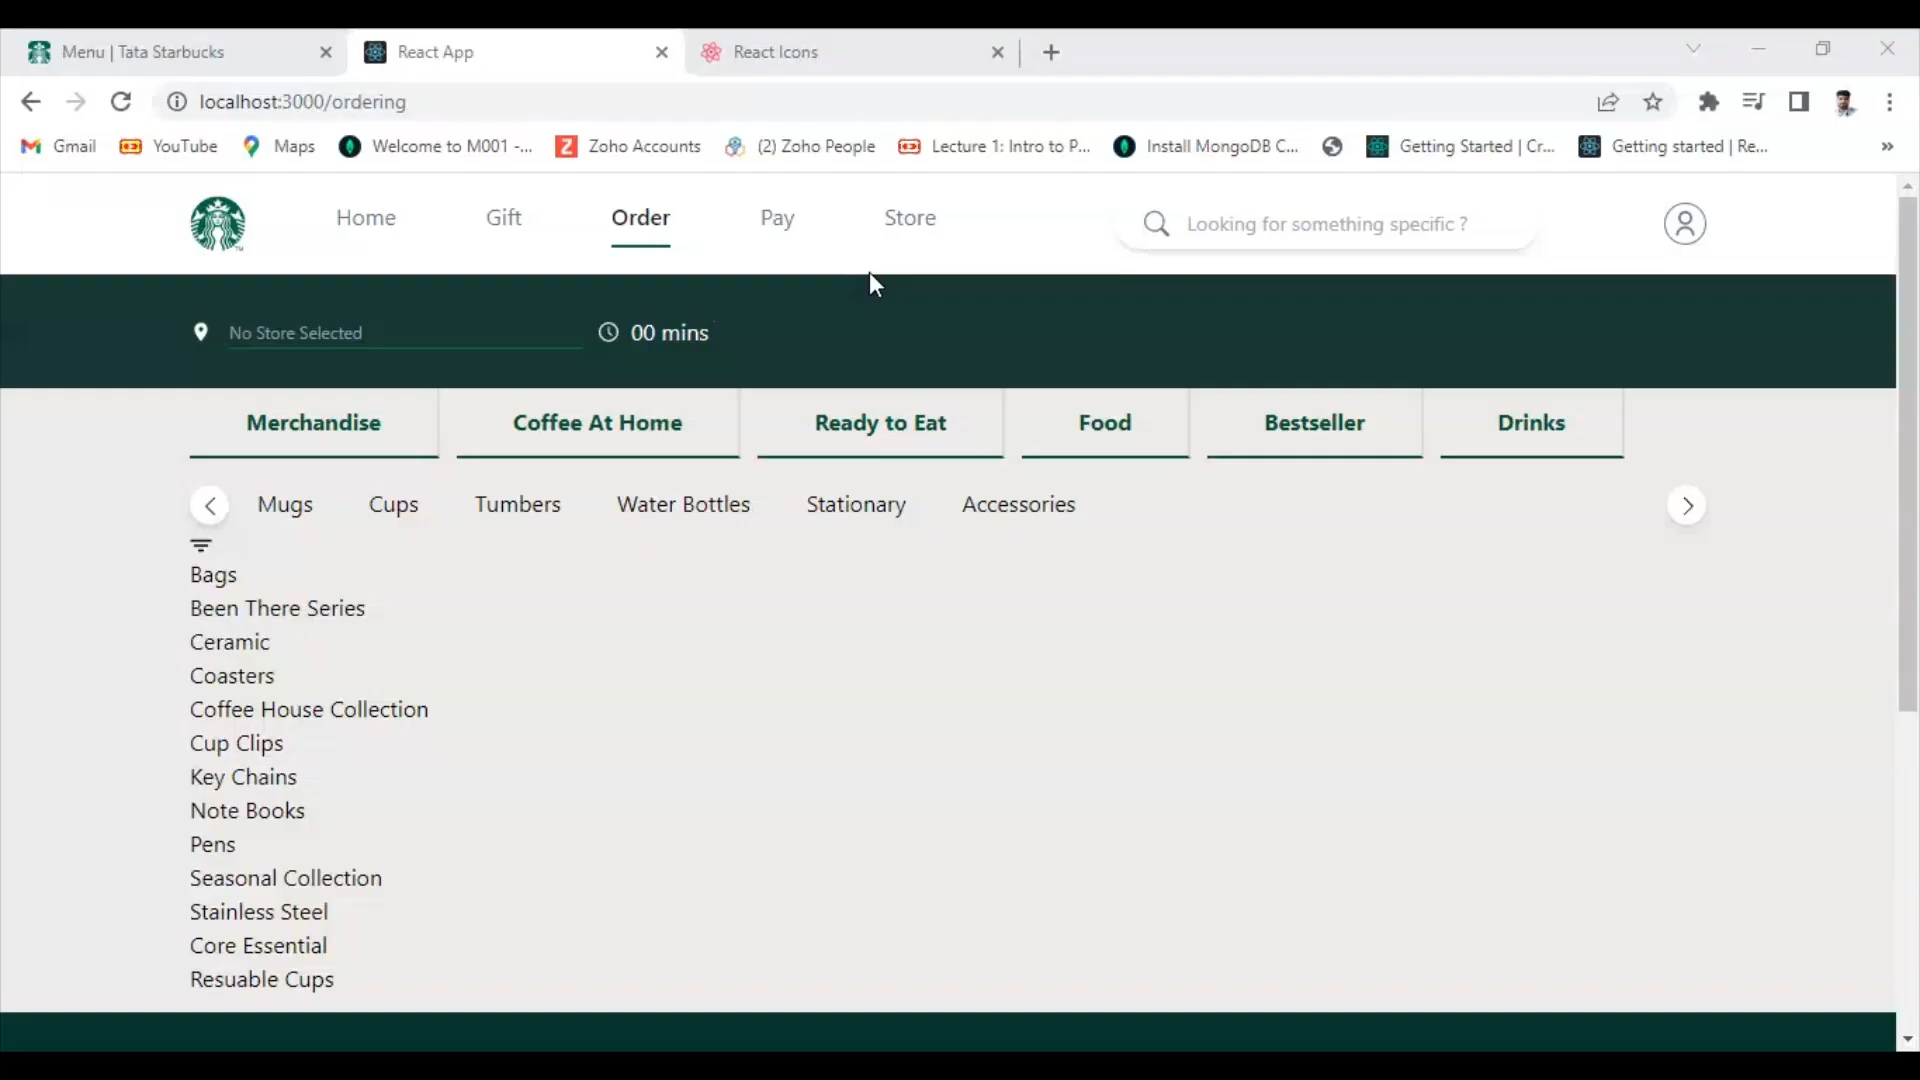 Menu | Tata Starbucks React App React Icons
localhost:3000/ordering
Gmail YouTube Maps Welcome to M001 -... Zoho Accounts (2) Zoho People Lecture 1: Intro to P... Install MongoDB C... Getting Started | Cr... Getting started | Re... »
Home Gift Order Pay Store Looking for something specific ?
No Store Selected 00 mins
Merchandise Coffee At Home Ready to Eat Food Bestseller Drinks
Mugs Cups Tumbers Water Bottles Stationary Accessories
Bags
Been There Series
Ceramic
Coasters
Coffee House Collection
Cup Clips
Key Chains
Note Books
Pens
Seasonal Collection
Stainless Steel
Core Essential
Resuable Cups